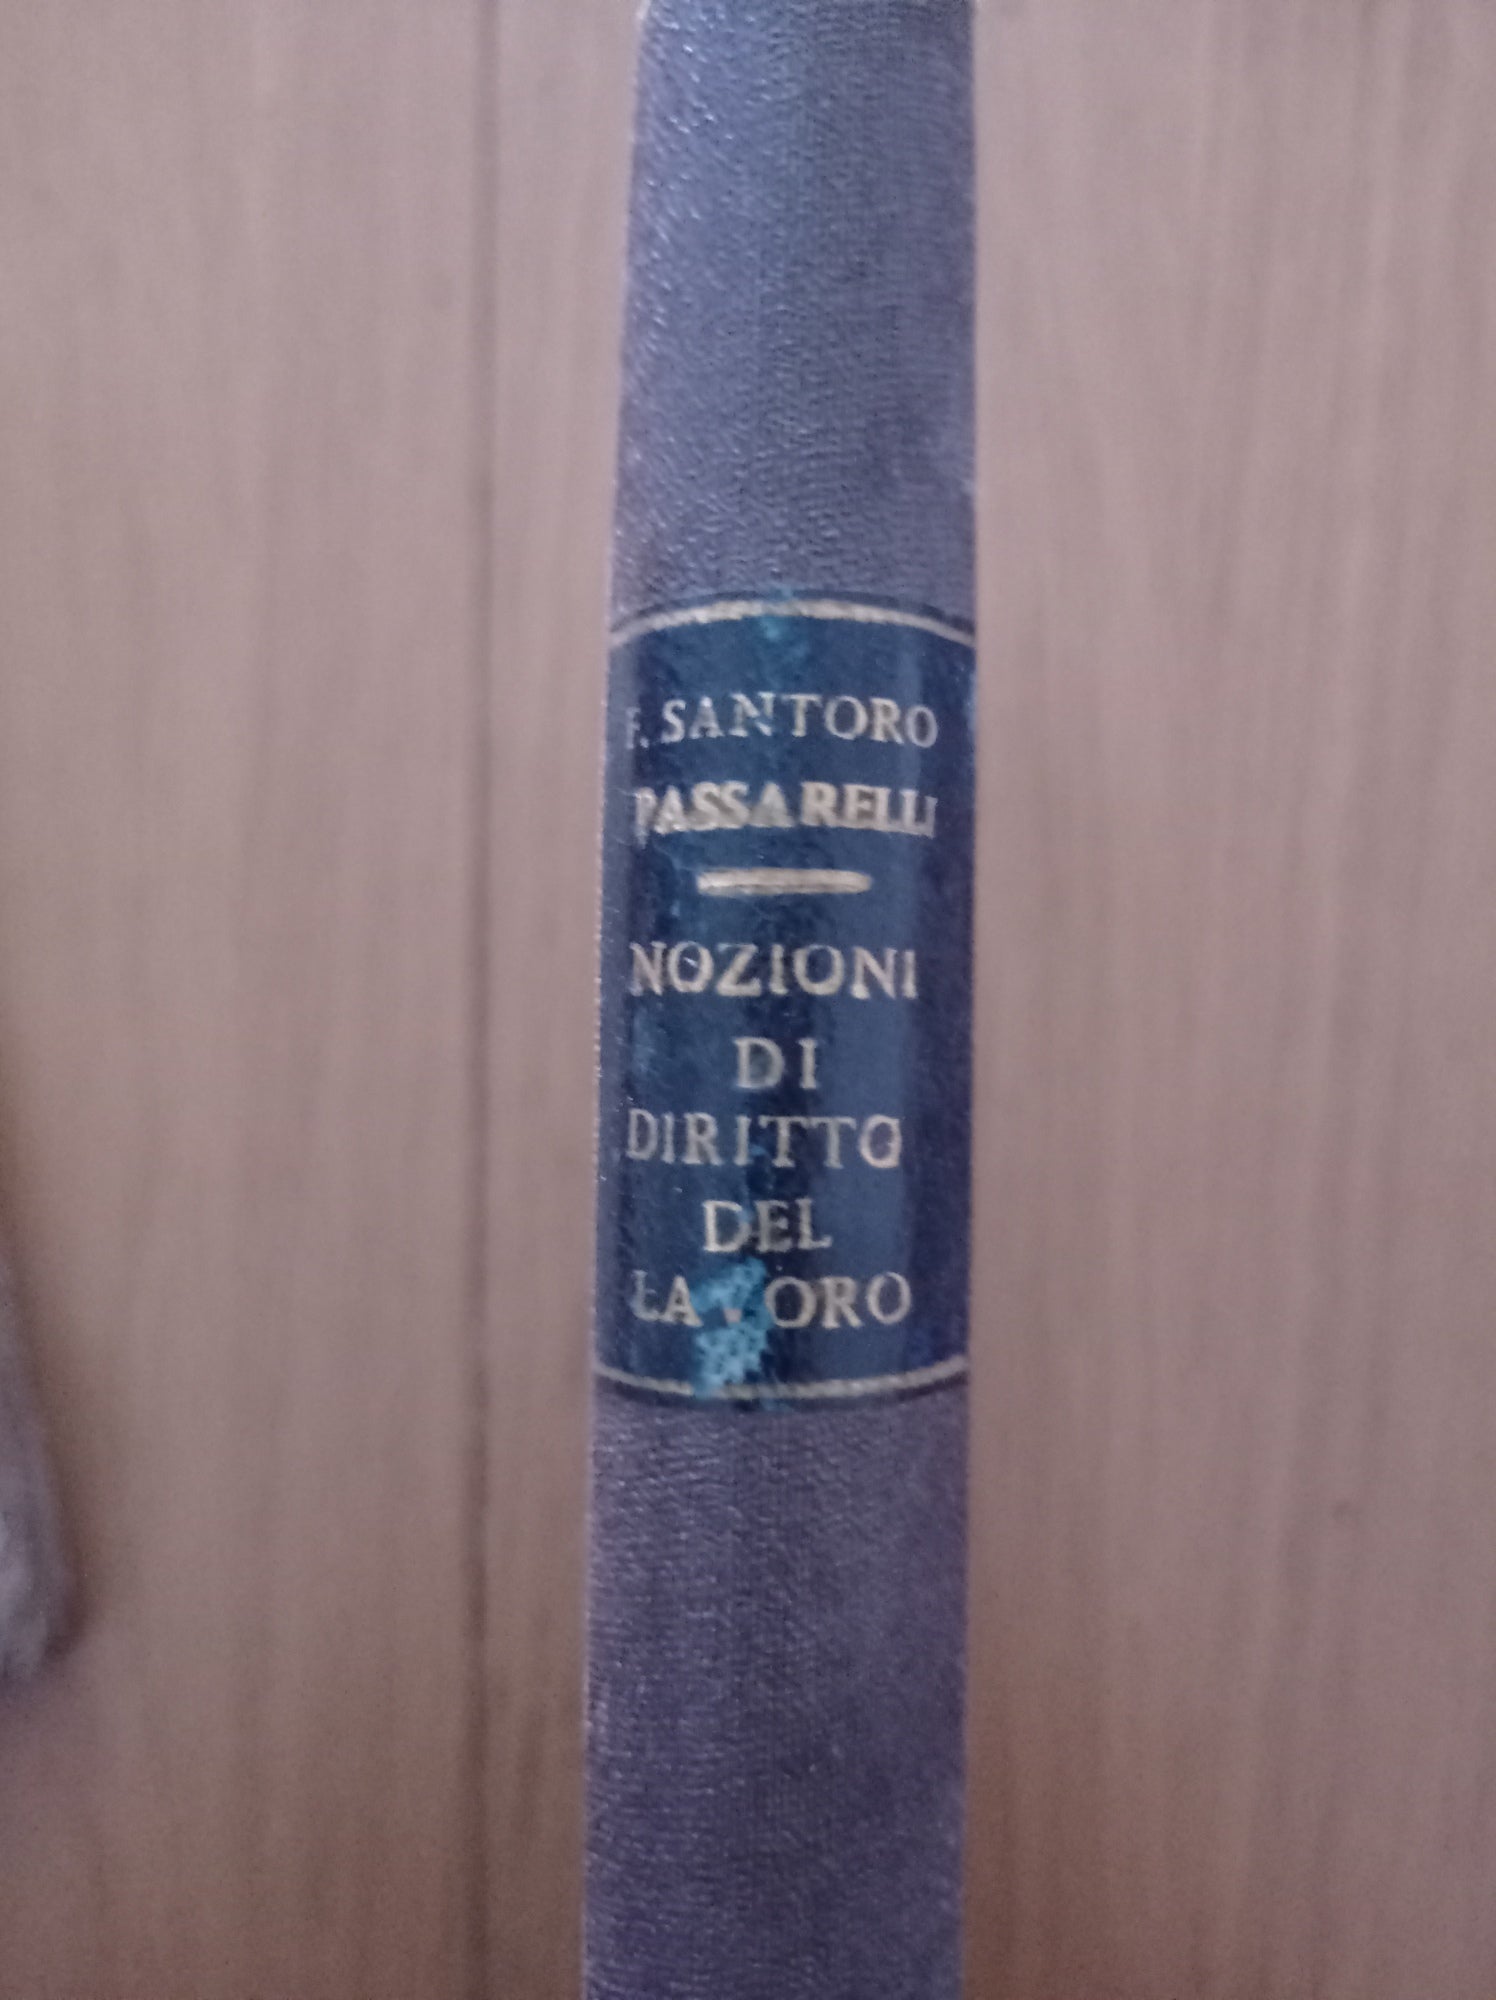 F. SANTORO
PASSARELLI
NOZIONI
DI
DIRITTO
DEL
LAVORO